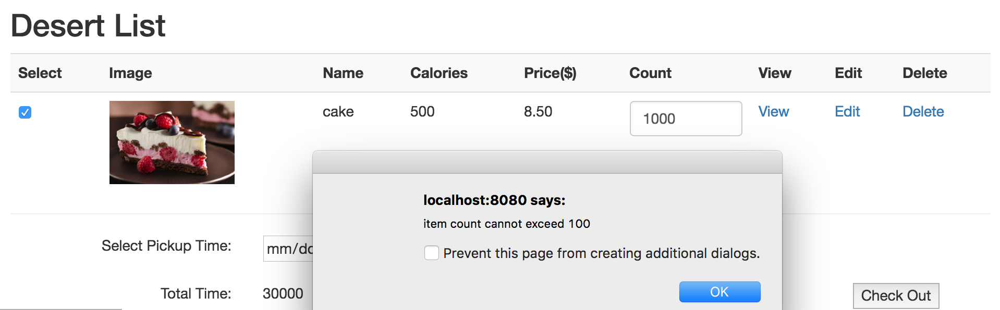 Desert List
Select Image Name Calories Price($) Count View Edit Delete
cake 500 8.50 1000 View Edit Delete
localhost:8080 says:
item count cannot exceed 100
Select Pickup Time: mm/dd
Prevent this page from creating additional dialogs.
Total Time: 30000 OK Check Out